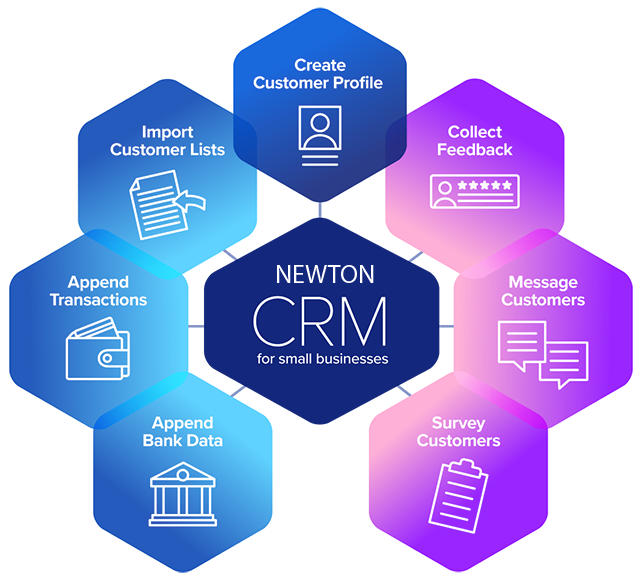 Create
Customer Profile
Import
Customer Lists
Collect
Feedback
Append
Transactions
NEWTON
CRM
for small businesses
Message
Customers
Append
Bank Data
Survey
Customers